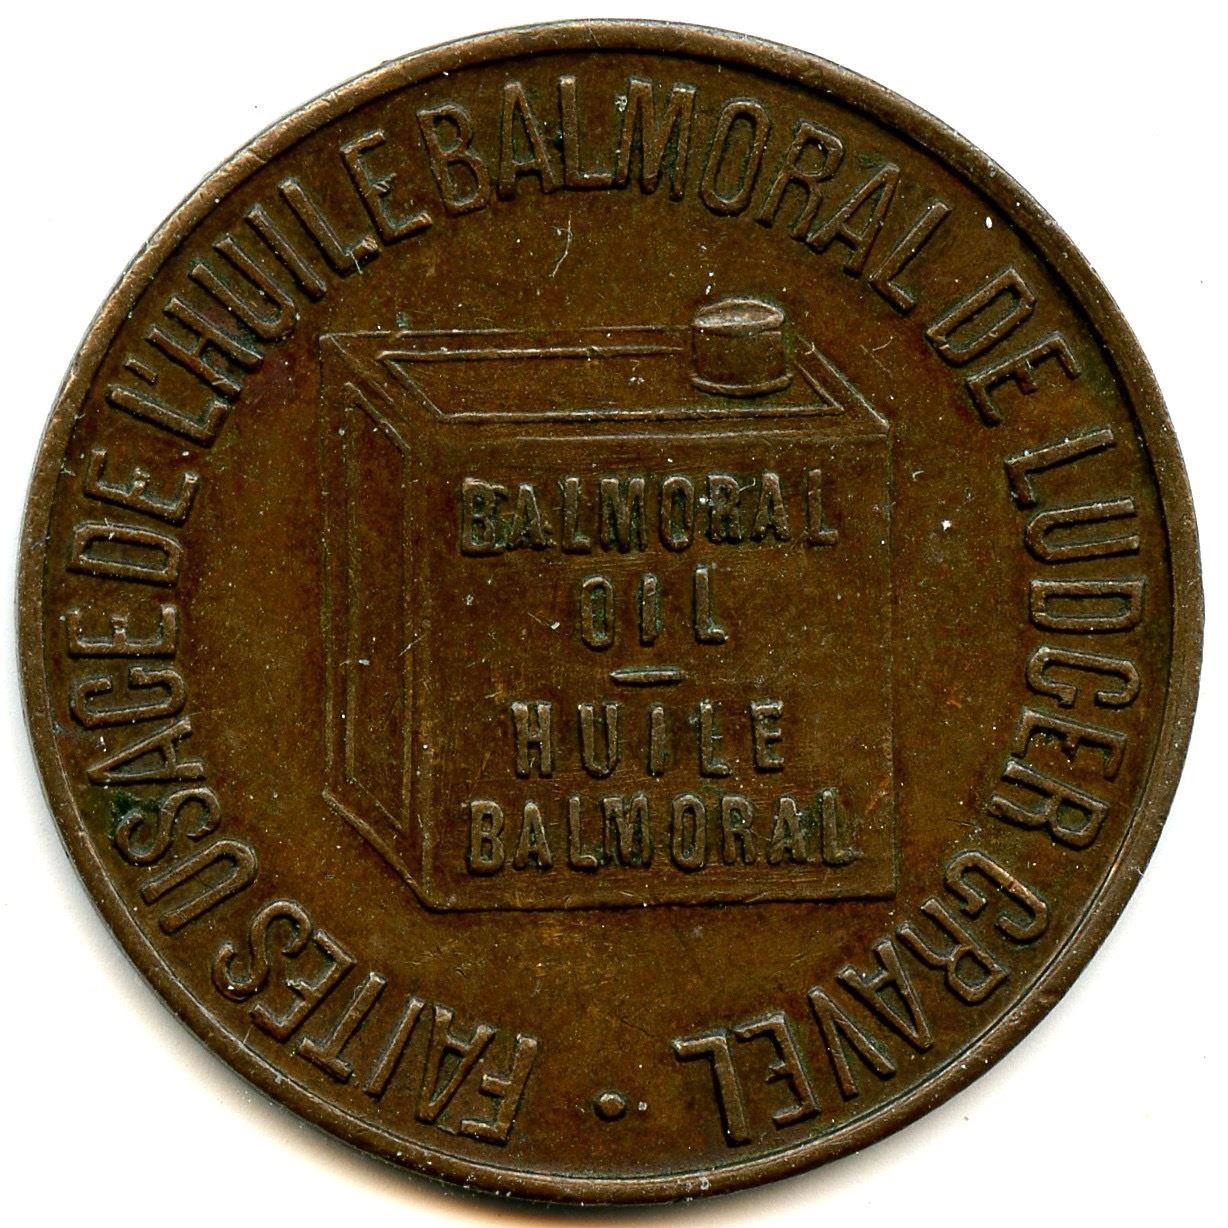 FAITES USAGE DE L'HUILE BALMORAL DE LUDGER GRAVEL •
BALMORAL
OIL
—
HUILE
BALMORAL